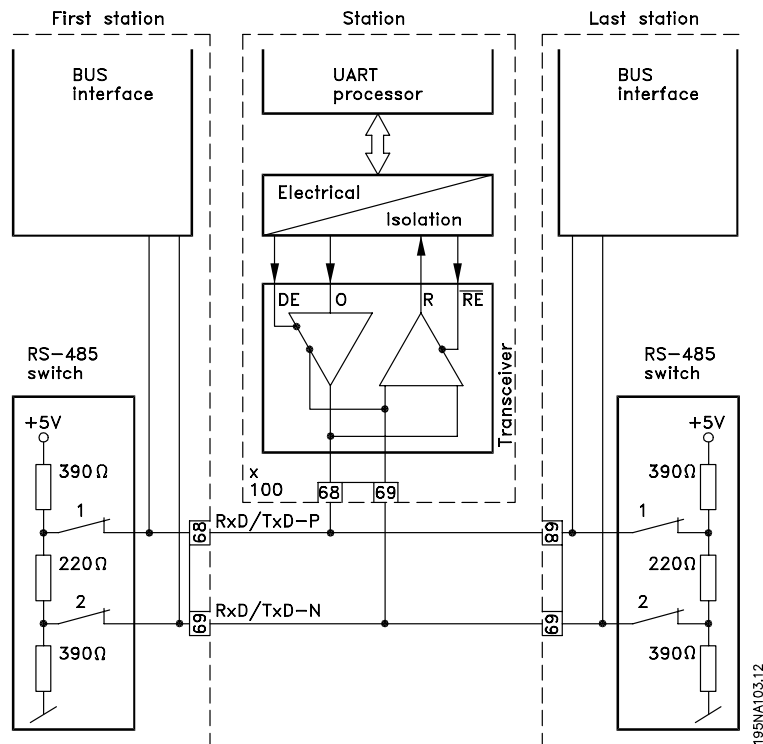 First station
Station
Last station
BUS
interface
UART
processor
BUS
interface
Electrical
Isolation
DE
O
R
RE
Transceiver
RS-485
switch
RS-485
switch
+5V
390Ω
1
220Ω
2
390Ω
x
100
68
69
68
RxD/TxD-P
69
RxD/TxD-N
68
69
+5V
390Ω
1
220Ω
2
390Ω
195NA103.12